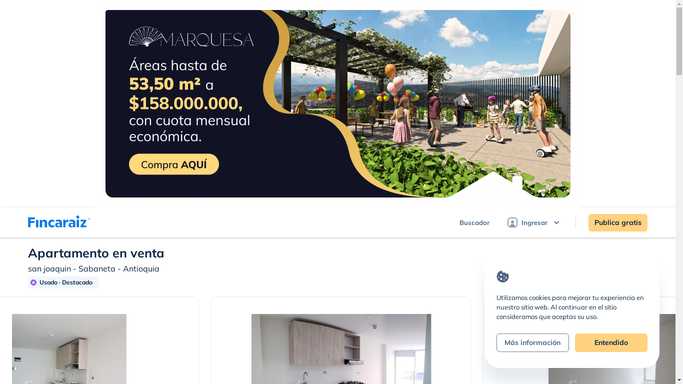 MARQUESA
Áreas hasta de
53,50 m² a
$158.000.000,
con cuota mensual
económica.
Compra AQUÍ
Fincaraiz
Buscador
Ingresar
Publica gratis
Apartamento en venta
san joaquin - Sabaneta - Antioquia
Usado · Destacado
Utilizamos cookies para mejorar tu experiencia en
nuestro sitio web. Al continuar en el sitio
consideramos que aceptas su uso.
Más información
Entendido